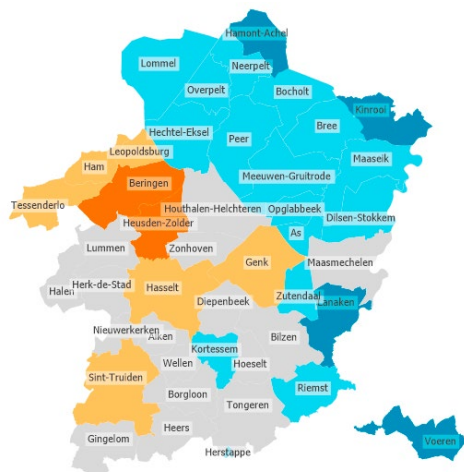 Hamont-Achel
Lommel
Neerpelt
Overpelt
Bocholt
Kinrooi
Hechtel-Eksel
Bree
Peer
Leopoldsburg
Maaseik
Ham
Beringen
Meeuwen-Gruitrode
Tessenderlo
Houthalen-Helchteren
Opglabbeek
Dilsen-Stokkem
Heusden-Zolder
As
Lummen
Zonhoven
Genk
Maasmechelen
Halen
Herk-de-Stad
Hasselt
Zutendaal
Lanaken
Diepenbeek
Nieuwerkerken
Alken
Bilzen
Kortessem
Wellen
Hoeselt
Sint-Truiden
Riemst
Borgloon
Tongeren
Heers
Gingelom
Voeren
Herstappe